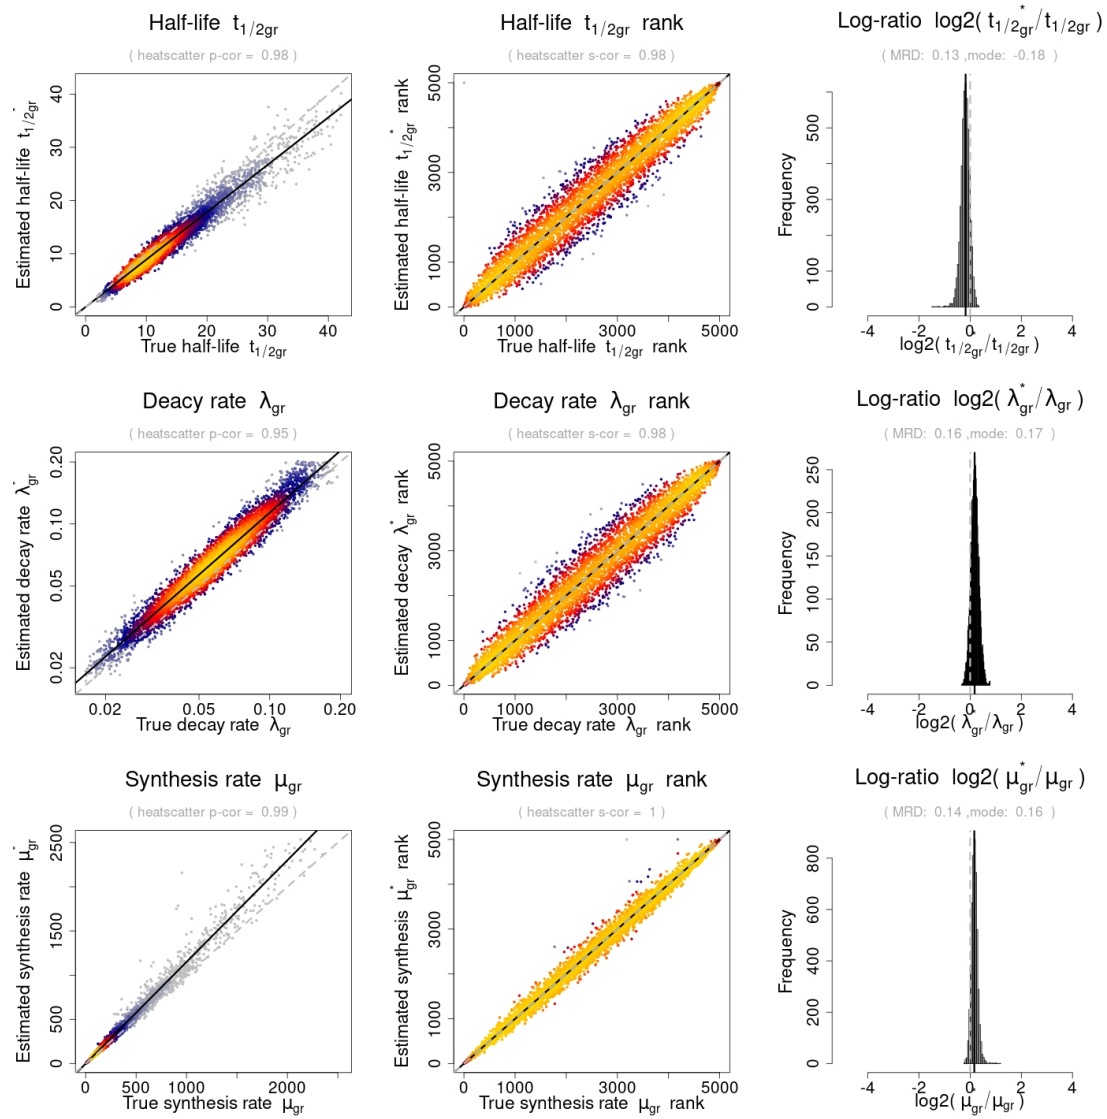 Half-life t1/2gr
( heatscatter p-cor = 0.98 )
Estimated half-life t*1/2gr
0 10 20 30 40
0 10 20 30 40
True half-life t1/2gr
Half-life t1/2gr rank
( heatscatter s-cor = 0.98 )
Estimated half-life t*1/2gr rank
0 1000 3000 5000
0 1000 3000 5000
True half-life t1/2gr rank
Log-ratio log2( t*1/2gr/t1/2gr )
( MRD: 0.13 ,mode: -0.18 )
Frequency
0 100 300 500
-4 -2 0 2 4
log2( t1/2gr/t1/2gr )
Deacy rate λgr
( heatscatter p-cor = 0.95 )
Estimated decay rate λ*gr
0.02 0.05 0.10 0.20
0.02 0.05 0.10 0.20
True decay rate λgr
Decay rate λgr rank
( heatscatter s-cor = 0.98 )
Estimated decay λ*gr rank
0 1000 3000 5000
0 1000 3000 5000
True decay rate λgr rank
Log-ratio log2( λ*gr/λgr )
( MRD: 0.16 ,mode: 0.17 )
Frequency
0 50 100 150 200 250
-4 -2 0 2 4
log2( λgr/λgr )
Synthesis rate μgr
( heatscatter p-cor = 0.99 )
Estimated synthesis rate μ*gr
0 500 1500 2500
0 500 1000 2000
True synthesis rate μgr
Synthesis rate μgr rank
( heatscatter s-cor = 1 )
Estimated synthesis μ*gr rank
0 1000 3000 5000
0 1000 3000 5000
True synthesis rate μgr rank
Log-ratio log2( μ*gr/μgr )
( MRD: 0.14 ,mode: 0.16 )
Frequency
0 200 400 600 800
-4 -2 0 2 4
log2( μgr/μgr )